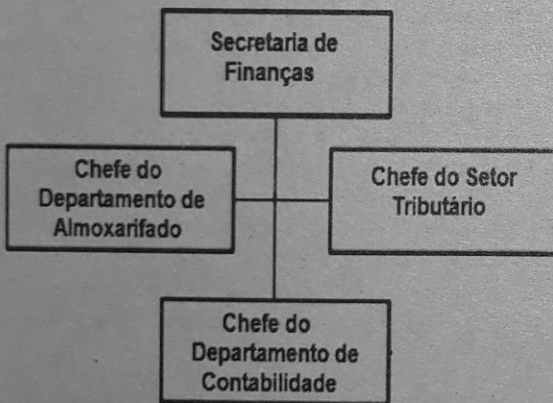 Secretaria de
Finanças
Chefe do
Departamento de
Almoxarifado
Chefe do Setor
Tributário
Chefe do
Departamento de
Contabilidade